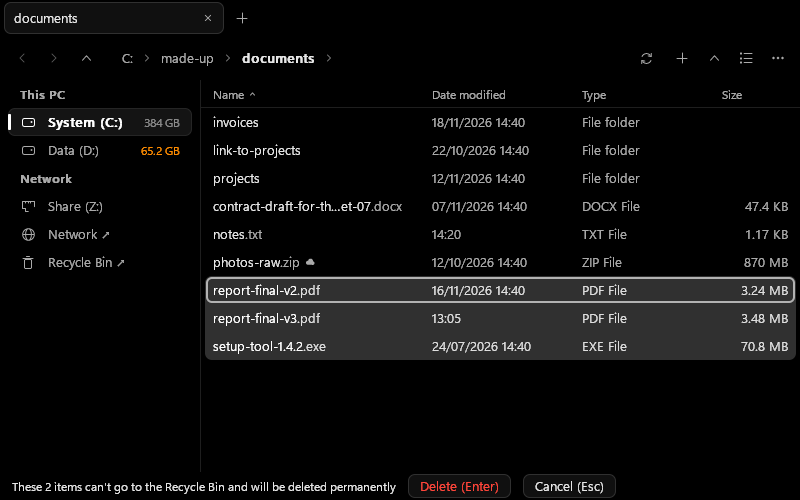 documents
C: made-up documents
This PC
System (C:) 384 GB
Data (D:) 65.2 GB
Network
Share (Z:)
Network
Recycle Bin
Name Date modified Type Size
invoices 18/11/2026 14:40 File folder
link-to-projects 22/10/2026 14:40 File folder
projects 12/11/2026 14:40 File folder
contract-draft-for-th...et-07.docx 07/11/2026 14:40 DOCX File 47.4 KB
notes.txt 14:20 TXT File 1.17 KB
photos-raw.zip 12/10/2026 14:40 ZIP File 870 MB
report-final-v2.pdf 16/11/2026 14:40 PDF File 3.24 MB
report-final-v3.pdf 13:05 PDF File 3.48 MB
setup-tool-1.4.2.exe 24/07/2026 14:40 EXE File 70.8 MB
These 2 items can't go to the Recycle Bin and will be deleted permanently Delete (Enter) Cancel (Esc)